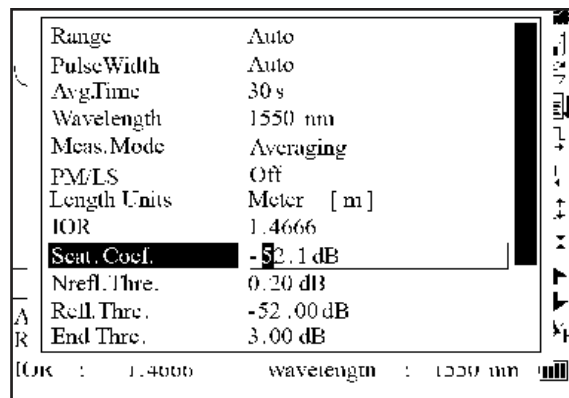 Range Auto
PulseWidth Auto
Avg.Time 30 s
Wavelength 1550 nm
Meas.Mode Averaging
PM/LS Off
Length Units Meter [ m ]
IOR 1.4666
Scat. Coef. -52.1 dB
Nrefl.Thre. 0.20 dB
Refl.Thre. -52.00 dB
End Thre. 3.00 dB
A
R
IOR : 1.4666 wavelength : 1550 nm